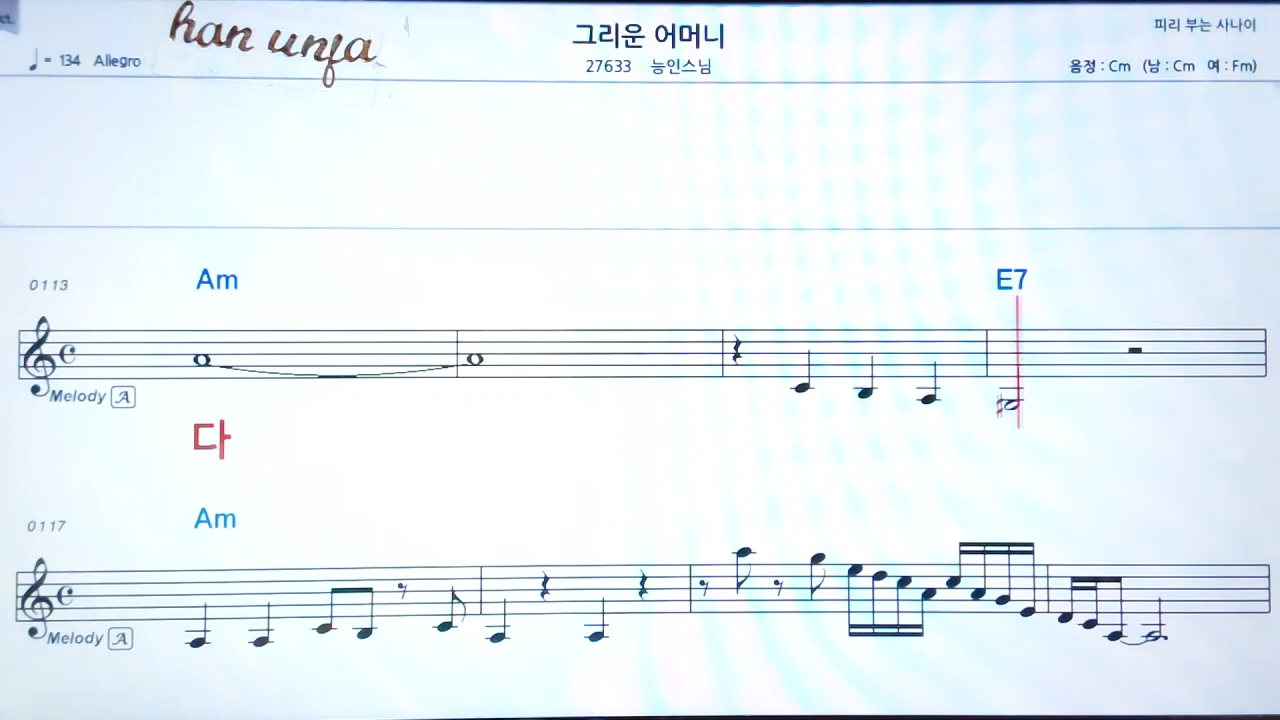 han unfa
그리운 어머니
피리 부는 사나이
♩= 134 Allegro
27633 능인스님
음정 : Cm (남 : Cm 여 : Fm)
0113 Am E7
Melody A
다
0117 Am
Melody A